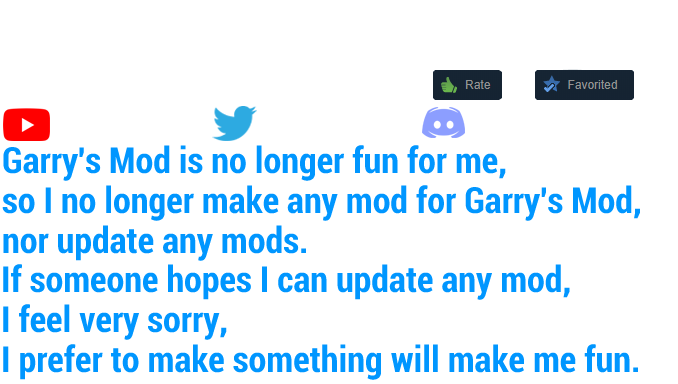 Rate
Favorited
Garry's Mod is no longer fun for me,
so I no longer make any mod for Garry's Mod,
nor update any mods.
If someone hopes I can update any mod,
I feel very sorry,
I prefer to make something will make me fun.